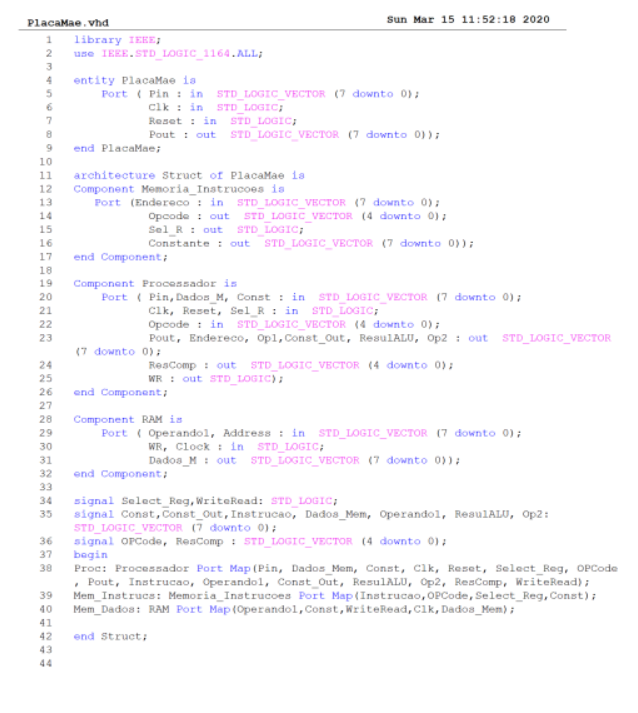 PlacaMae.vhd Sun Mar 15 11:52:18 2020
1 library IEEE;
2 use IEEE.STD_LOGIC_1164.ALL;
3
4 entity PlacaMae is
5 Port ( Pin : in STD_LOGIC_VECTOR (7 downto 0);
6 Clk : in STD_LOGIC;
7 Reset : in STD_LOGIC;
8 Pout : out STD_LOGIC_VECTOR (7 downto 0));
9 end PlacaMae;
10
11 architecture Struct of PlacaMae is
12 Component Memoria_Instrucoes is
13 Port (Endereco : in STD_LOGIC_VECTOR (7 downto 0);
14 Opcode : out STD_LOGIC_VECTOR (4 downto 0);
15 Sel_R : out STD_LOGIC;
16 Constante : out STD_LOGIC_VECTOR (7 downto 0));
17 end Component;
18
19 Component Processador is
20 Port ( Pin,Dados_M, Const : in STD_LOGIC_VECTOR (7 downto 0);
21 Clk, Reset, Sel_R : in STD_LOGIC;
22 Opcode : in STD_LOGIC_VECTOR (4 downto 0);
23 Pout, Endereco, Op1,Const_Out, ResulALU, Op2 : out STD_LOGIC_VECTOR
(7 downto 0);
24 ResComp : out STD_LOGIC_VECTOR (4 downto 0);
25 WR : out STD_LOGIC);
26 end Component;
27
28 Component RAM is
29 Port ( Operando1, Address : in STD_LOGIC_VECTOR (7 downto 0);
30 WR, Clock : in STD_LOGIC;
31 Dados_M : out STD_LOGIC_VECTOR (7 downto 0));
32 end Component;
33
34 signal Select_Reg,WriteRead: STD_LOGIC;
35 signal Const,Const_Out,Instrucao, Dados_Mem, Operando1, ResulALU, Op2:
STD_LOGIC_VECTOR (7 downto 0);
36 signal OPCode, ResComp : STD_LOGIC_VECTOR (4 downto 0);
37 begin
38 Proc: Processador Port Map(Pin, Dados_Mem, Const, Clk, Reset, Select_Reg, OPCode
, Pout, Instrucao, Operando1, Const_Out, ResulALU, Op2, ResComp, WriteRead);
39 Mem_Instrucs: Memoria_Instrucoes Port Map(Instrucao,OPCode,Select_Reg,Const);
40 Mem_Dados: RAM Port Map(Operando1,Const,WriteRead,Clk,Dados_Mem);
41
42 end Struct;
43
44